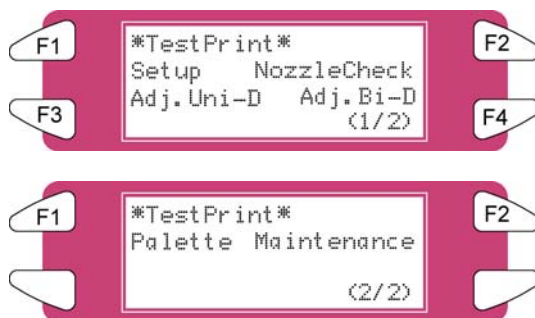 F1 *TestPrint* F2
Setup NozzleCheck
Adj.Uni-D Adj.Bi-D
F3 (1/2) F4
F1 *TestPrint* F2
Palette Maintenance
(2/2)